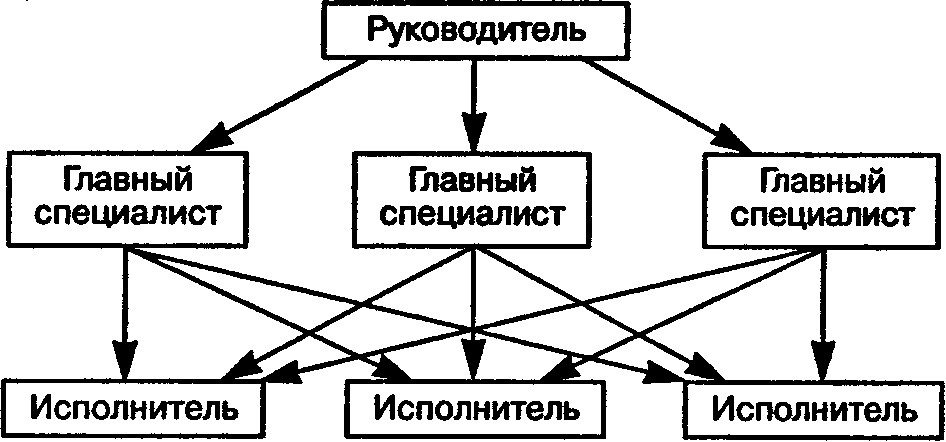 Руководитель
Главный
специалист
Главный
специалист
Главный
специалист
Исполнитель
Исполнитель
Исполнитель